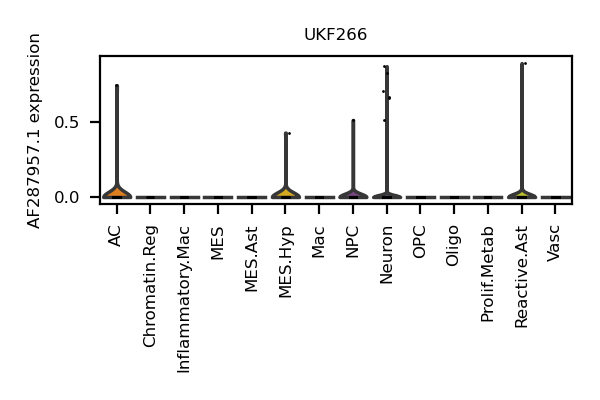 UKF266
AF287957.1 expression
0.5
0.0
AC
Chromatin.Reg
Inflammatory.Mac
MES
MES.Ast
MES.Hyp
Mac
NPC
Neuron
OPC
Oligo
Prolif.Metab
Reactive.Ast
Vasc